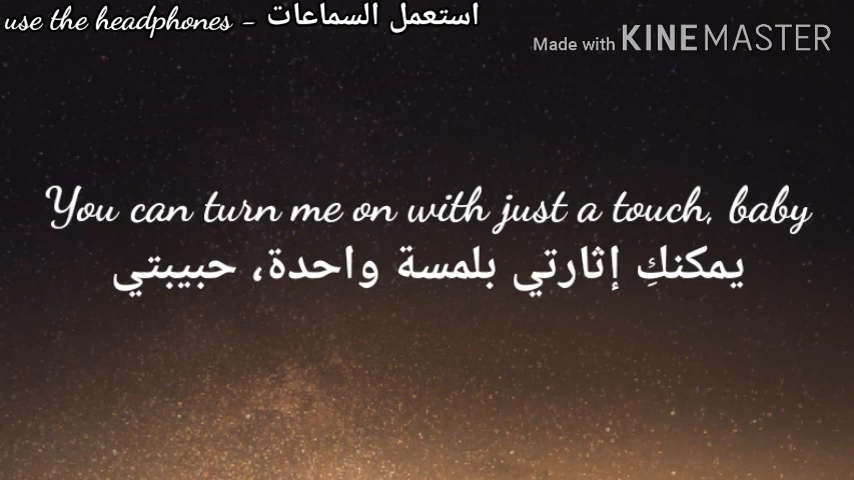 use the headphones - استعمل السماعات
Made with KINEMASTER
You can turn me on with just a touch, baby
يمكنكِ إثارتي بلمسة واحدة، حبيبتي